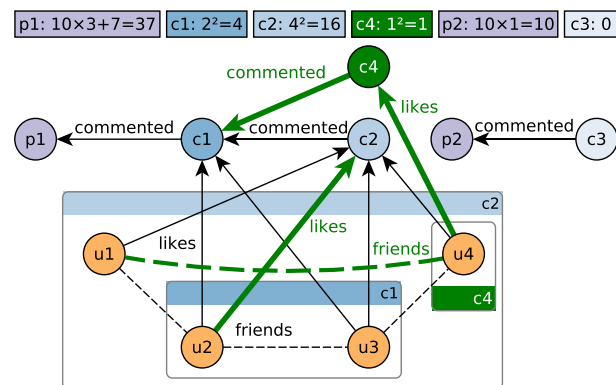 p1: 10×3+7=37 c1: 2²=4 c2: 4²=16 c4: 1²=1 p2: 10×1=10 c3: 0
c4
commented
likes
commented commented commented
p1 c1 c2 p2 c3
c2
likes likes friends
u1 u4
c1 c4
friends
u2 u3